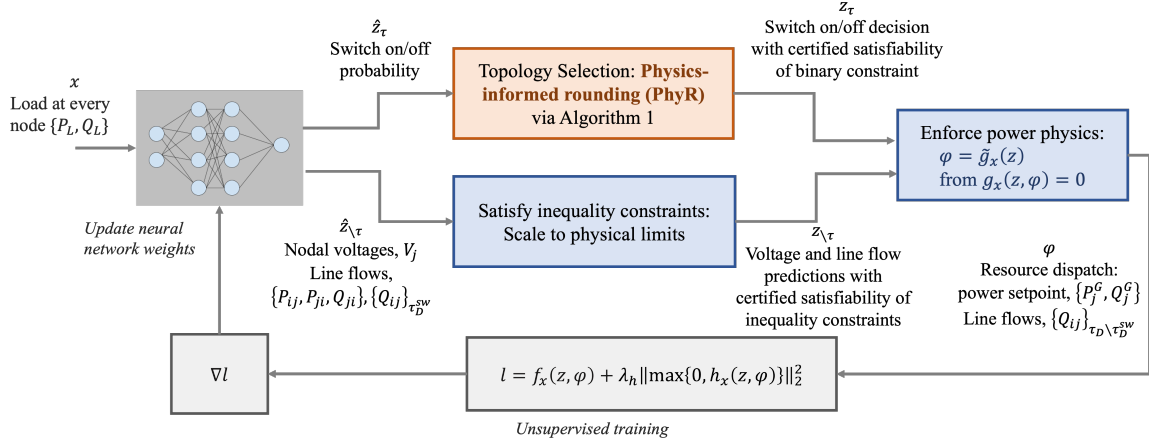 x
Load at every
node {P_L, Q_L}
ẑ_τ
Switch on/off
probability
Topology Selection: Physics-
informed rounding (PhyR)
via Algorithm 1
z_τ
Switch on/off decision
with certified satisfiability
of binary constraint
Enforce power physics:
φ = g̃_x(z)
from g_x(z, φ) = 0
Update neural
network weights
ẑ_\τ
Nodal voltages, V_j
Line flows,
{P_ij, P_ji, Q_ji}, {Q_ij}_τ_D^sw
Satisfy inequality constraints:
Scale to physical limits
z_\τ
Voltage and line flow
predictions with
certified satisfiability of
inequality constraints
φ
Resource dispatch:
power setpoint, {P_j^G, Q_j^G}
Line flows, {Q_ij}_τ_D\τ_D^sw
∇l
l = f_x(z, φ) + λ_h‖max{0, h_x(z, φ)}‖_2^2
Unsupervised training